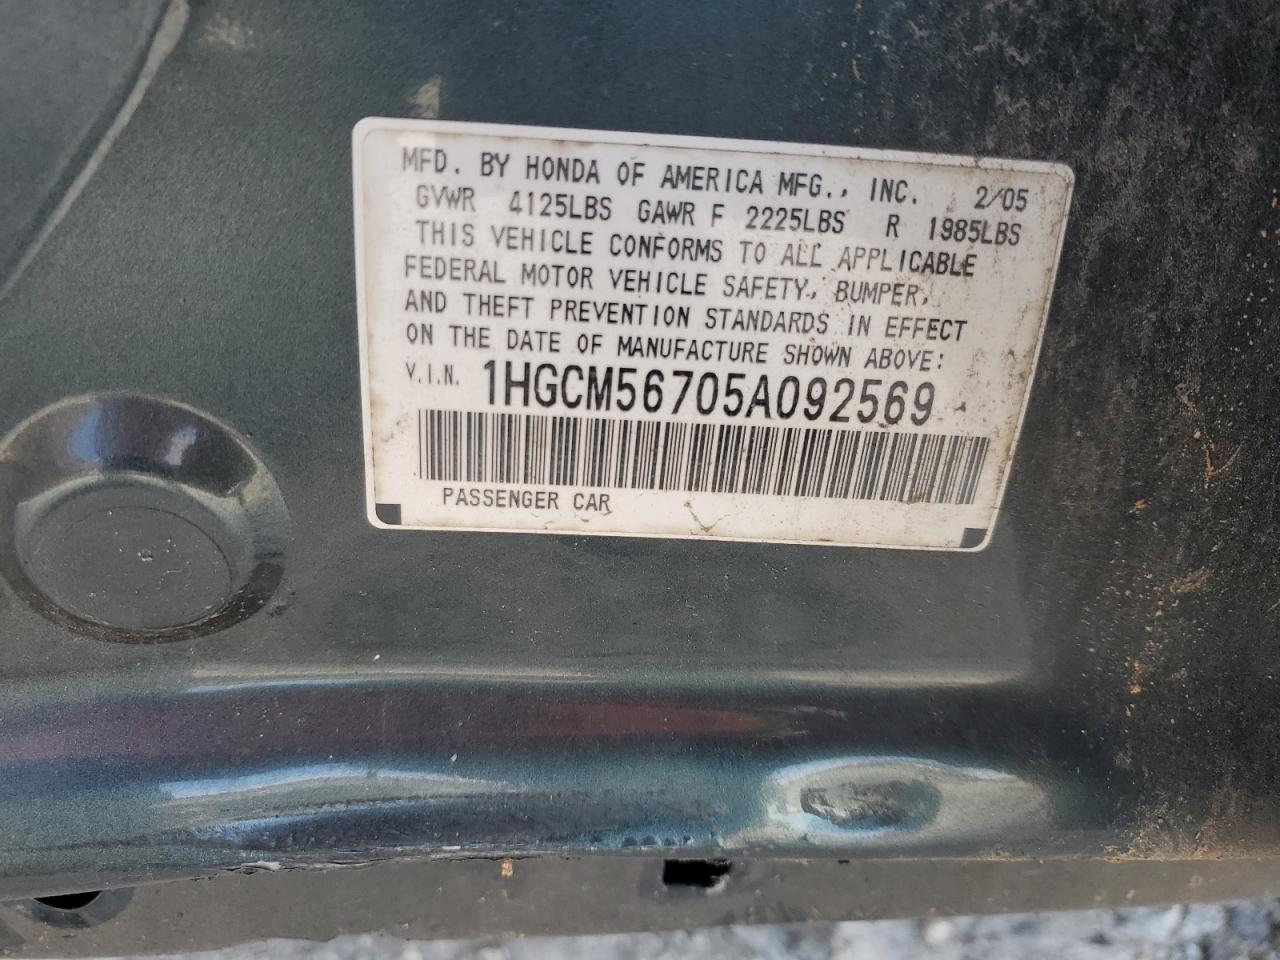 MFD. BY HONDA OF AMERICA MFG., INC. 2/05
GVWR 4125LBS GAWR F 2225LBS R 1985LBS
THIS VEHICLE CONFORMS TO ALL APPLICABLE
FEDERAL MOTOR VEHICLE SAFETY, BUMPER,
AND THEFT PREVENTION STANDARDS IN EFFECT
ON THE DATE OF MANUFACTURE SHOWN ABOVE:
V.I.N. 1HGCM56705A092569
PASSENGER CAR